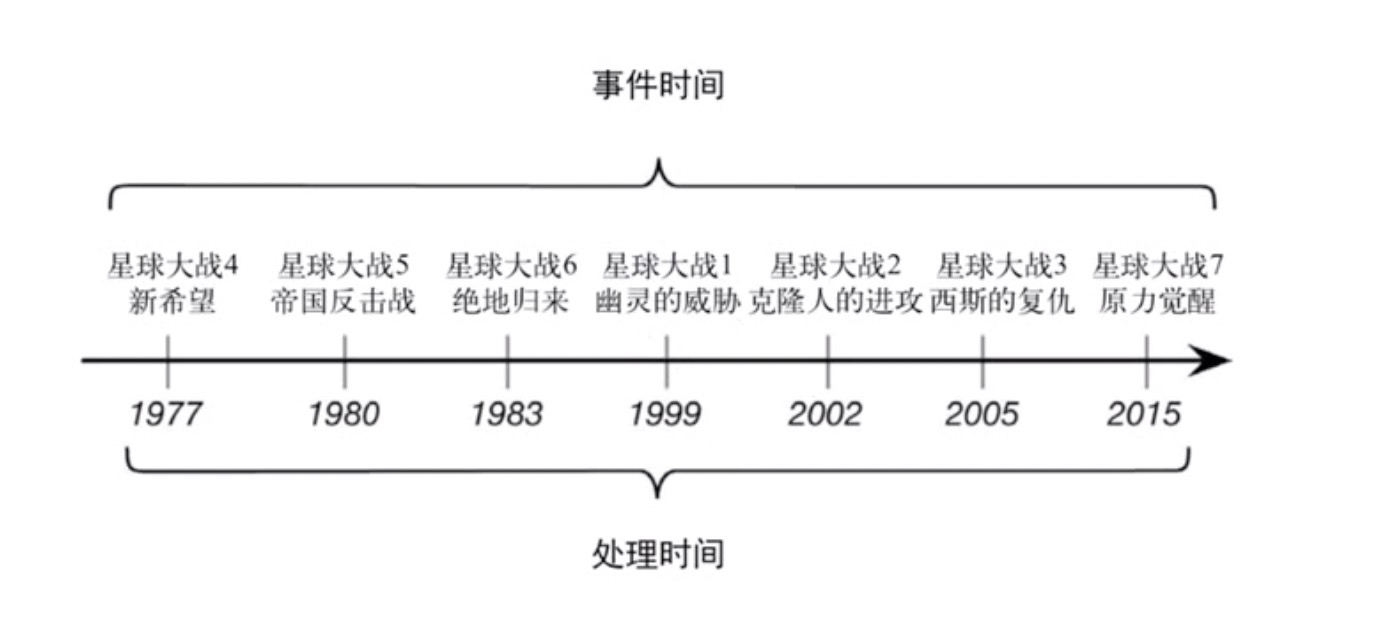 事件时间
星球大战4 星球大战5 星球大战6 星球大战1 星球大战2 星球大战3 星球大战7
新希望 帝国反击战 绝地归来 幽灵的威胁 克隆人的进攻 西斯的复仇 原力觉醒
1977 1980 1983 1999 2002 2005 2015
处理时间